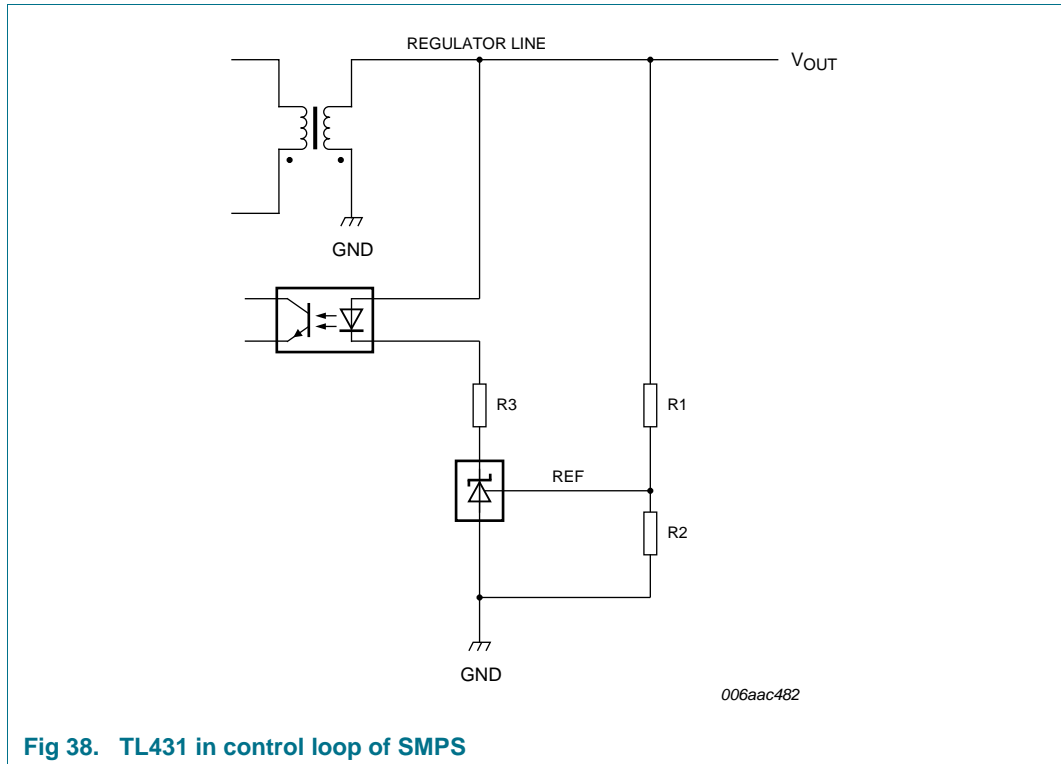 REGULATOR LINE
VOUT
GND
R3
R1
REF
R2
GND
006aac482
Fig 38. TL431 in control loop of SMPS